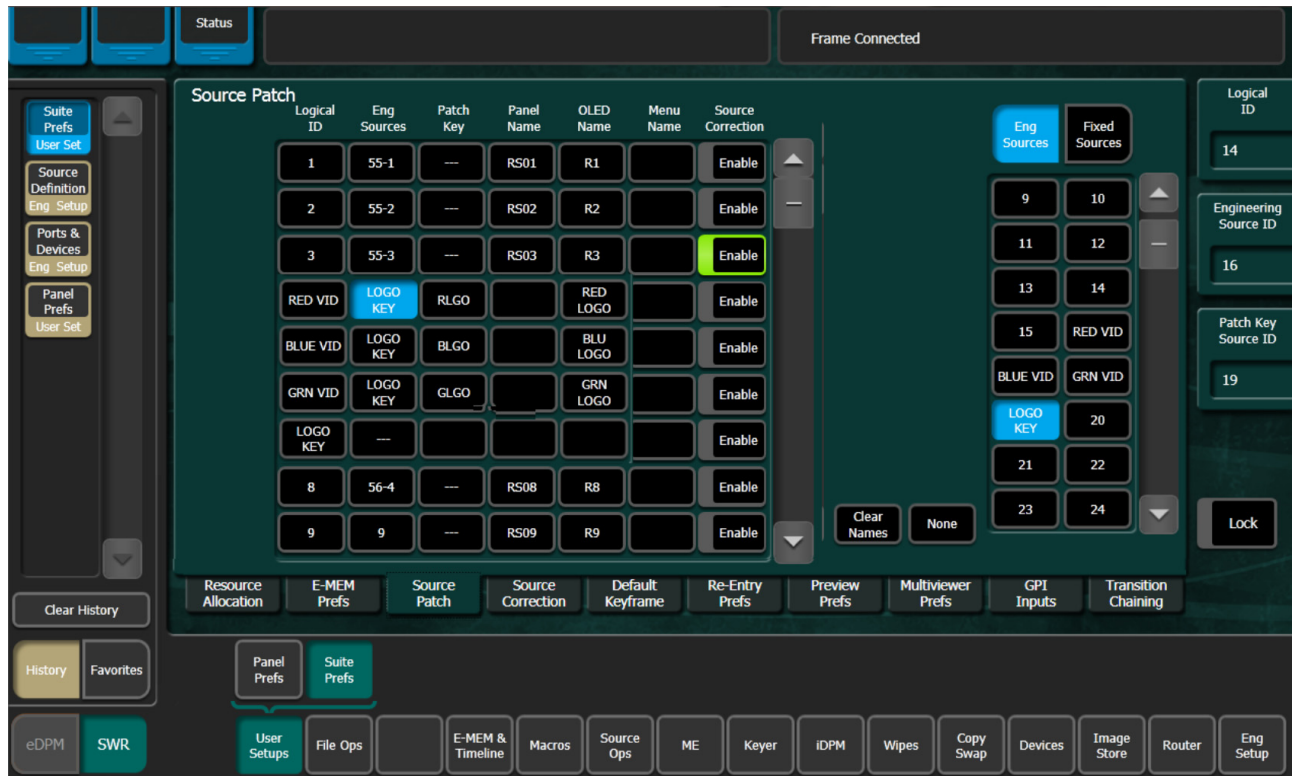 Status
Frame Connected
Suite
Prefs
User Set
Source
Definition
Eng Setup
Ports &
Devices
Eng Setup
Panel
Prefs
User Set
Clear History
History Favorites
eDPM SWR
Source Patch
Logical
ID
Eng
Sources
Patch
Key
Panel
Name
OLED
Name
Menu
Name
Source
Correction
1 55-1 --- RS01 R1 Enable
2 55-2 --- RS02 R2 Enable
3 55-3 --- RS03 R3 Enable
RED VID LOGO
KEY RLGO RED
LOGO Enable
BLUE VID LOGO
KEY BLGO BLU
LOGO Enable
GRN VID LOGO
KEY GLGO GRN
LOGO Enable
LOGO
KEY --- Enable
8 56-4 --- RS08 R8 Enable
9 9 --- RS09 R9 Enable
Clear
Names
None
Eng
Sources
Fixed
Sources
9 10
11 12
13 14
15 RED VID
BLUE VID GRN VID
LOGO
KEY 20
21 22
23 24
Logical
ID
14
Engineering
Source ID
16
Patch Key
Source ID
19
Lock
Resource
Allocation
E-MEM
Prefs
Source
Patch
Source
Correction
Default
Keyframe
Re-Entry
Prefs
Preview
Prefs
Multiviewer
Prefs
GPI
Inputs
Transition
Chaining
Panel
Prefs
Suite
Prefs
User
Setups
File Ops
E-MEM &
Timeline
Macros
Source
Ops
ME
Keyer
iDPM
Wipes
Copy
Swap
Devices
Image
Store
Router
Eng
Setup